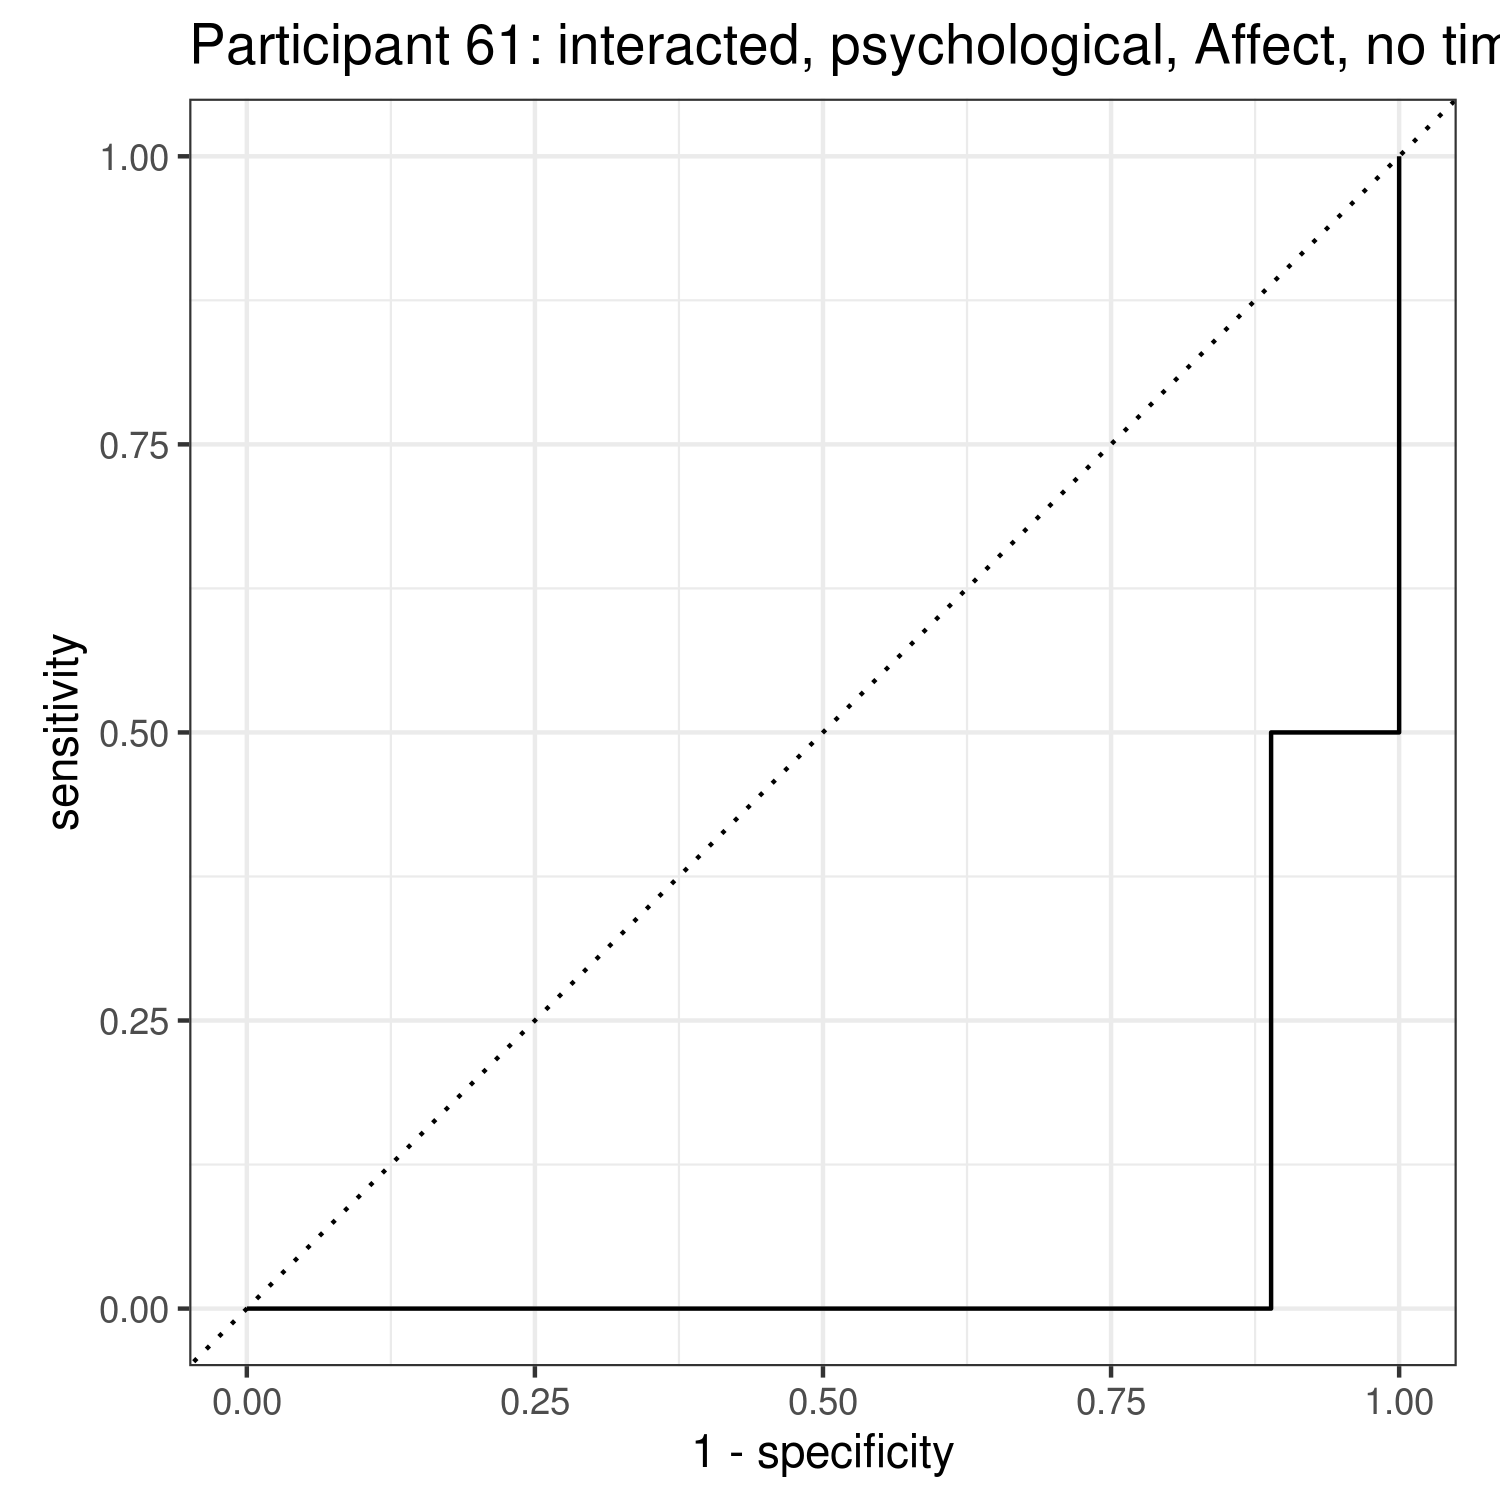 Participant 61: interacted, psychological, Affect, no
1.00
0.75
0.50
0.25
0.00
sensitivity
0.00 0.25 0.50 0.75 1.00
1 - specificity